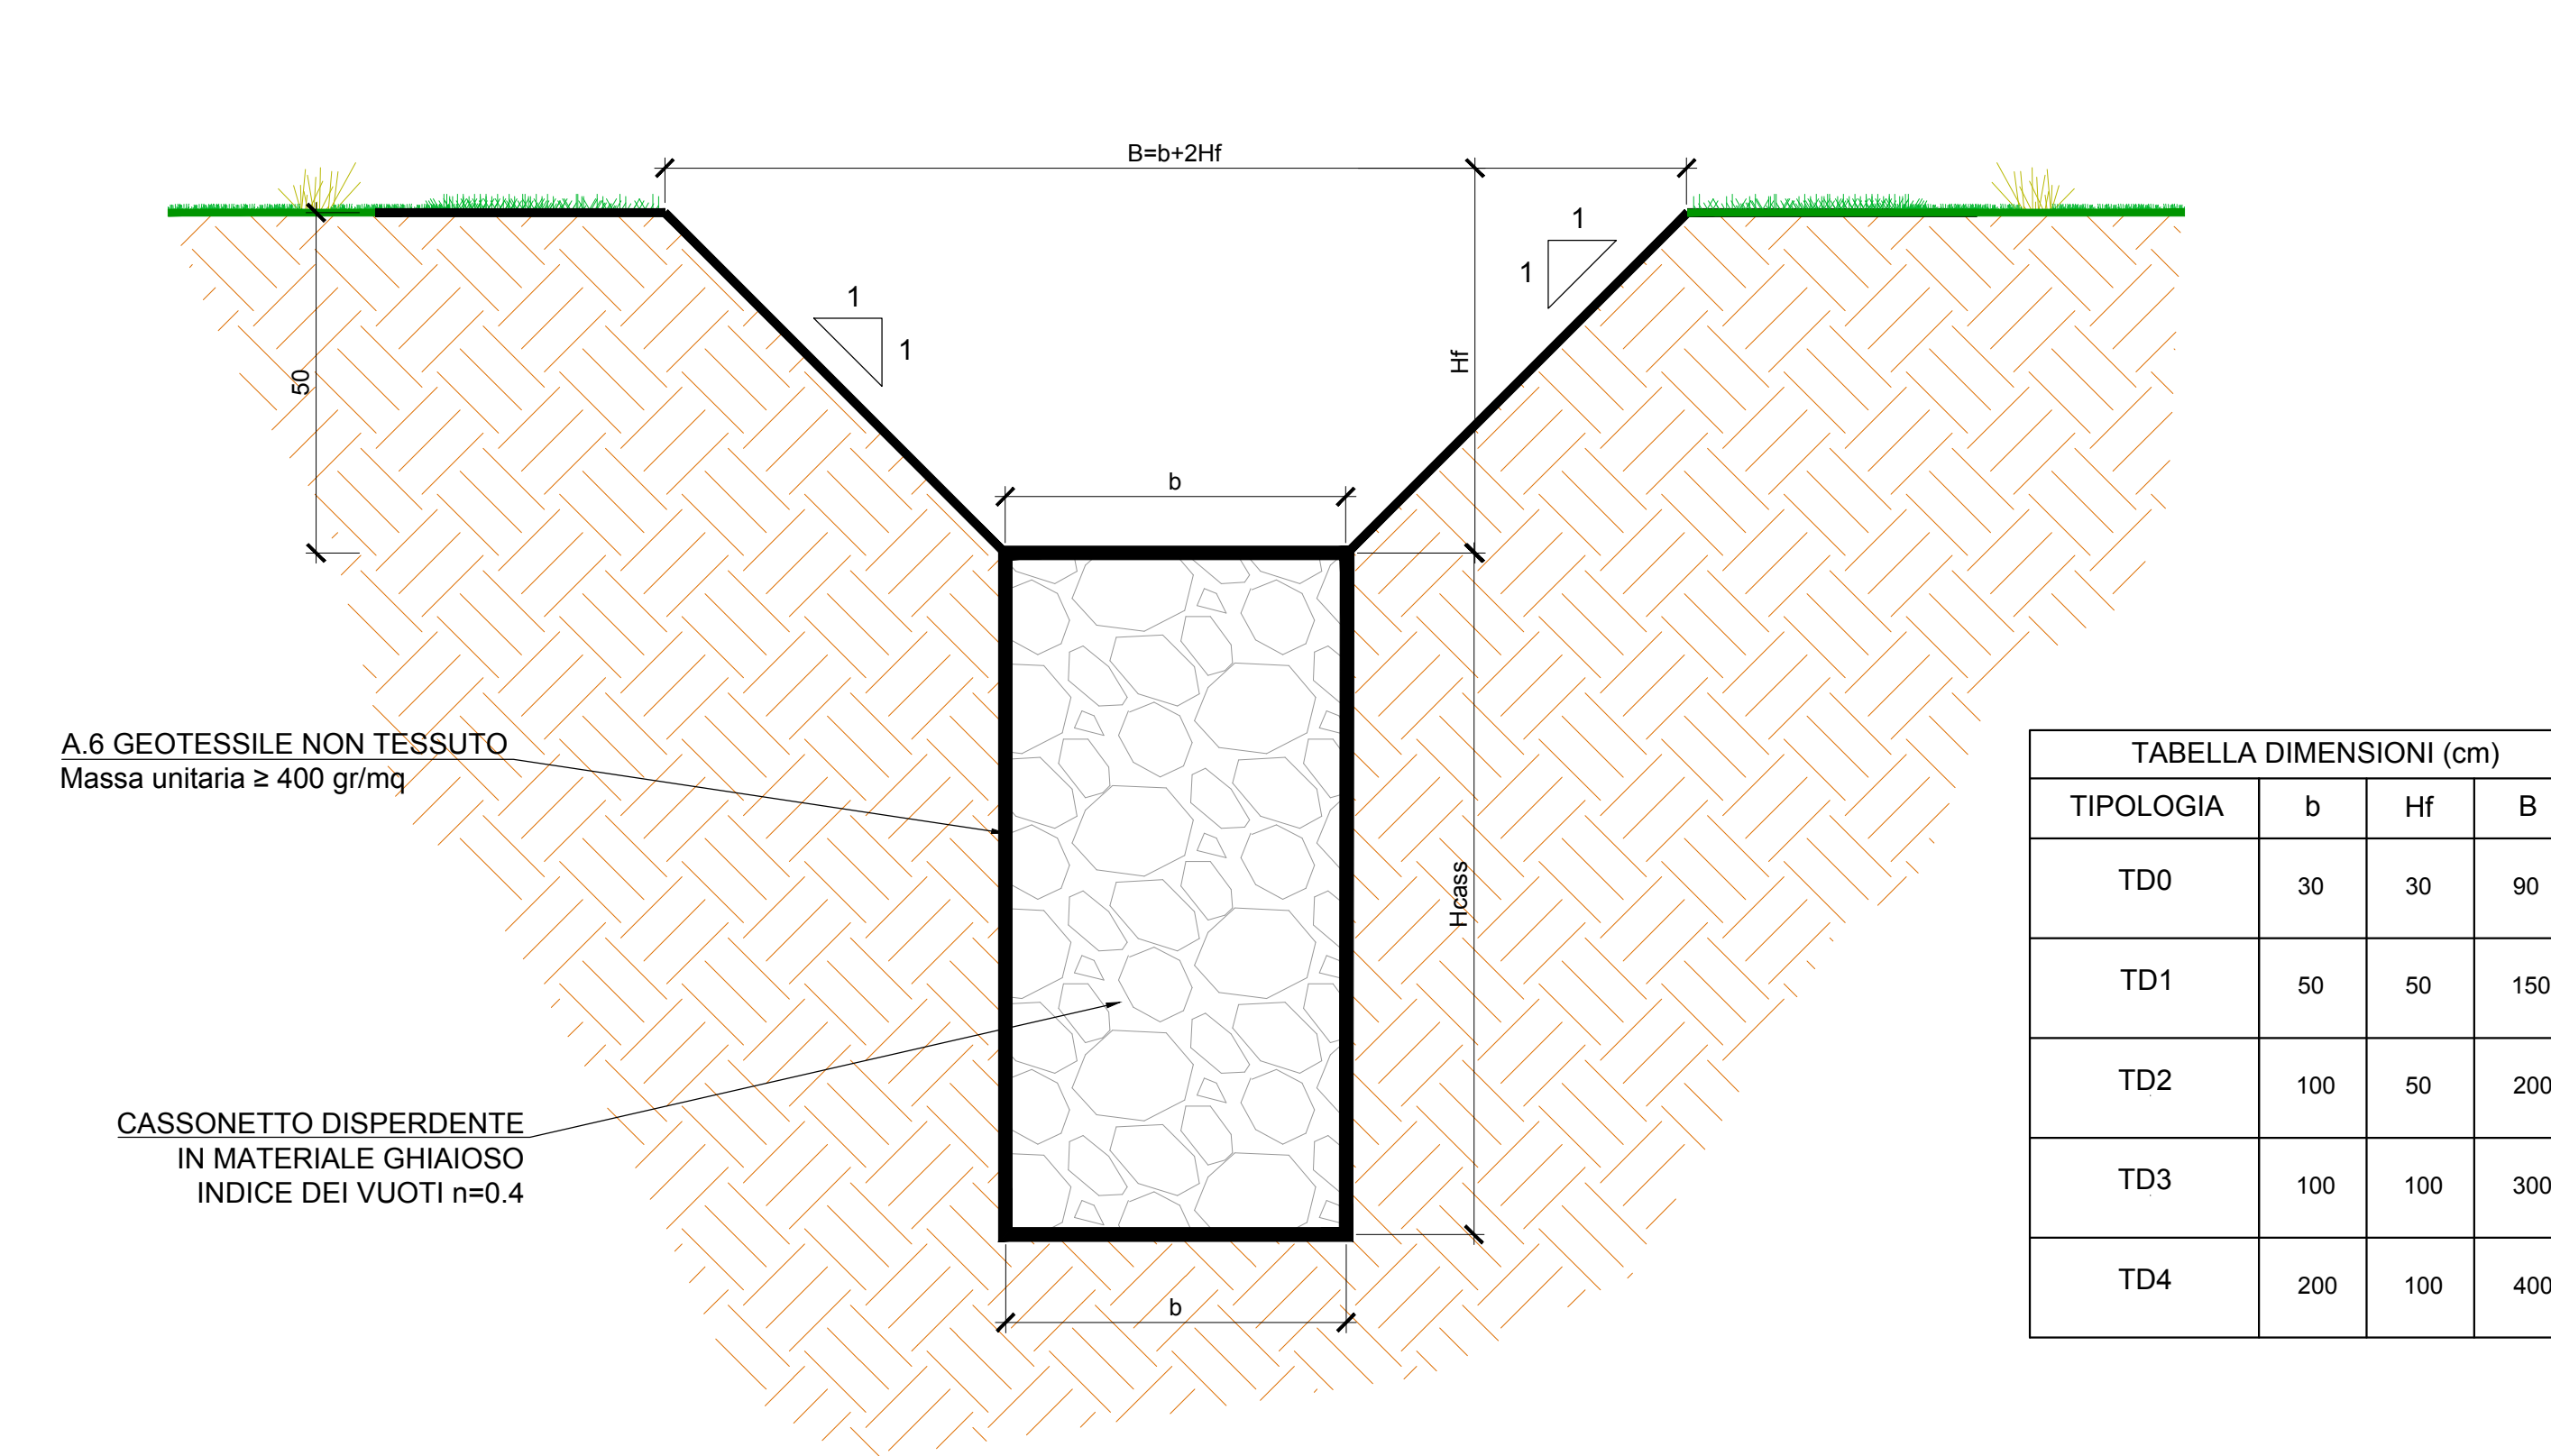 B=b+2Hf
1
1
1
1
50
Hf
b
A.6 GEOTESSILE NON TESSUTO
Massa unitaria ≥ 400 gr/mq
Hcass
CASSONETTO DISPERDENTE
IN MATERIALE GHIAIOSO
INDICE DEI VUOTI n=0.4
b
TABELLA DIMENSIONI (cm)
TIPOLOGIA b Hf B
TD0 30 30 90
TD1 50 50 150
TD2 100 50 200
TD3 100 100 300
TD4 200 100 400